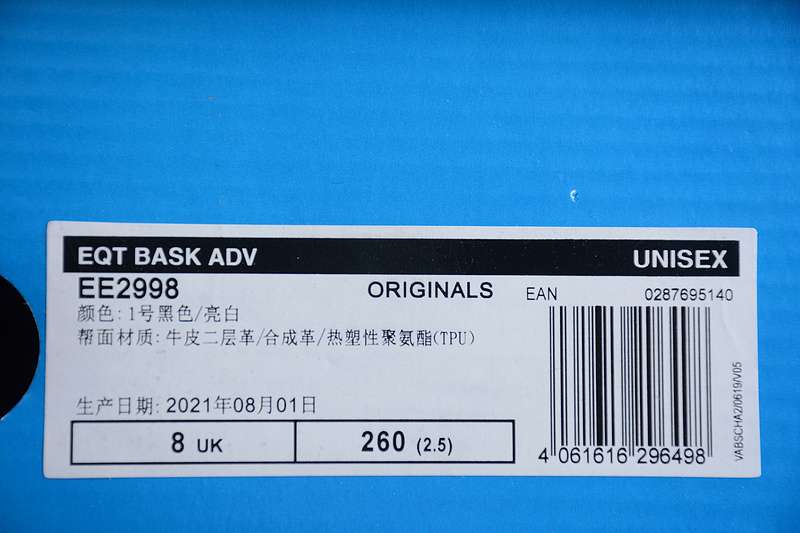 EQT BASK ADV UNISEX
EE2998 ORIGINALS EAN 0287695140
颜色: 1号黑色/亮白
帮面材质: 牛皮二层革/合成革/热塑性聚氨酯(TPU)
生产日期: 2021年08月01日
8 UK 260 (2.5)
4 061616 296498
VABSCHA2/0619/V05